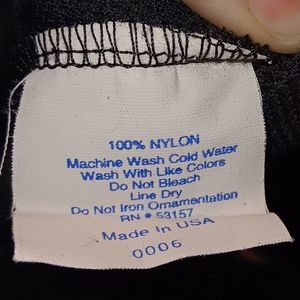 100% NYLON
Machine Wash Cold Water
Wash With Like Colors
Do Not Bleach
Line Dry
Do Not Iron Ornamentation
RN # 53157
Made In USA
0006